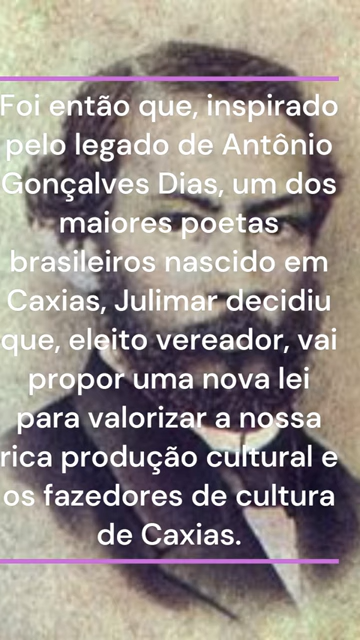 Foi então que, inspirado
pelo legado de Antônio
Gonçalves Dias, um dos
maiores poetas
brasileiros nascido em
Caxias, Julimar decidiu
que, eleito vereador, vai
propor uma nova lei
para valorizar a nossa
rica produção cultural e
os fazedores de cultura
de Caxias.